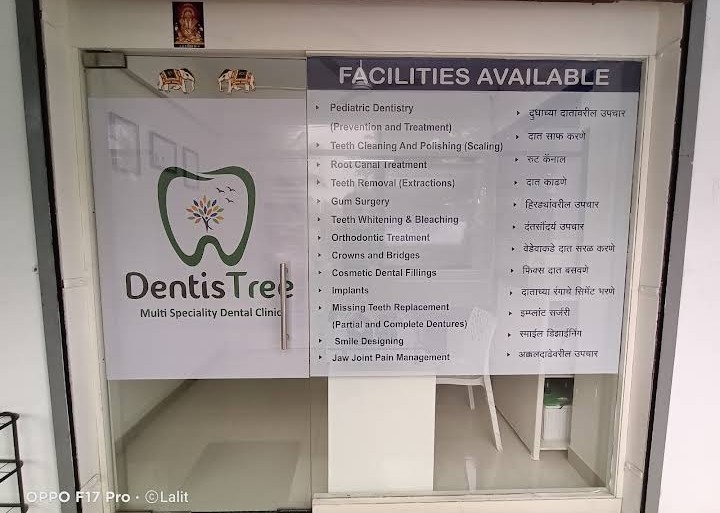 FACILITIES AVAILABLE
Pediatric Dentistry
(Prevention and Treatment)
Teeth Cleaning And Polishing (Scaling)
Root Canal Treatment
Teeth Removal (Extractions)
Gum Surgery
Teeth Whitening & Bleaching
Orthodontic Treatment
Crowns and Bridges
Cosmetic Dental Fillings
Implants
Missing Teeth Replacement
(Partial and Complete Dentures)
Smile Designing
Jaw Joint Pain Management
दुधाच्या दातांवरील उपचार
दात साफ करणे
रुट कॅनाल
दात काढणे
हिरड्यांवरील उपचार
दंतसौंदर्य उपचार
वेडेवाकडे दात सरळ करणे
फिक्स दात बसवणे
दाताच्या रंगाचे सिमेंट भरणे
इम्प्लांट सर्जरी
स्माईल डिझाईनिंग
अक्कलदाढेवरील उपचार
DentisTree
Multi Speciality Dental Clinic
OPPO F17 Pro · ©Lalit